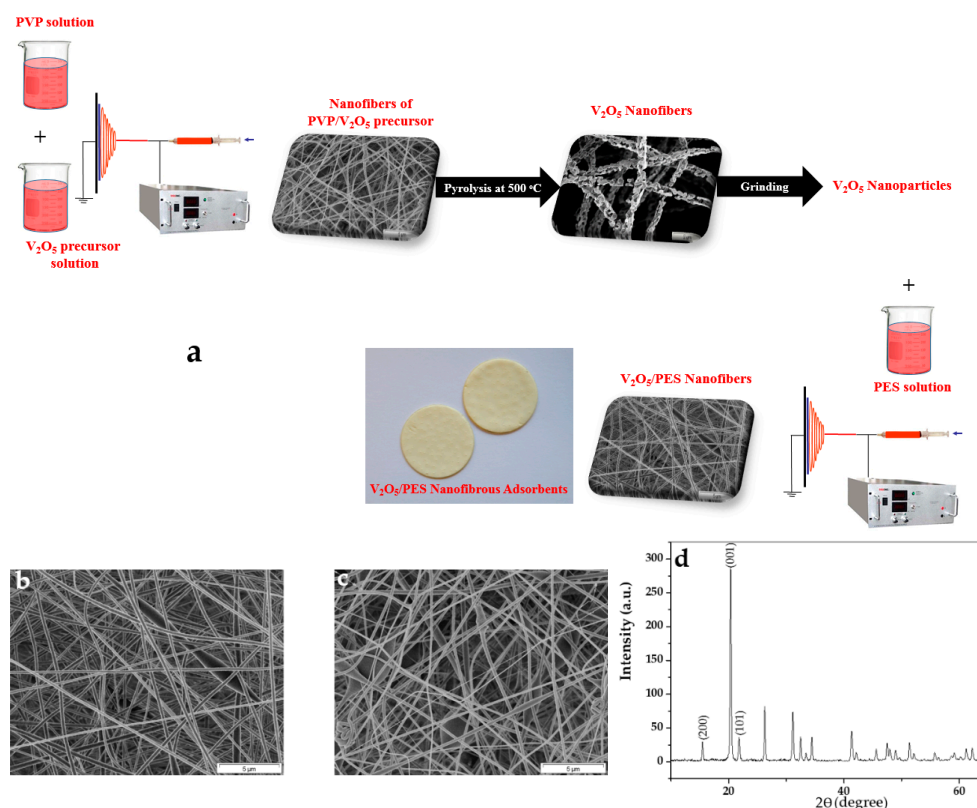 PVP solution
+
V₂O₅ precursor
solution
Nanofibers of
PVP/V₂O₅ precursor
Pyrolysis at 500 °C
V₂O₅ Nanofibers
Grinding
V₂O₅ Nanoparticles
+
PES solution
a
V₂O₅/PES Nanofibers
V₂O₅/PES Nanofibrous Adsorbents
b
5 µm
c
5 µm
d
Intensity (a.u.)
300
250
200
150
100
50
0
(200)
(001)
(101)
20
40
60
2Θ (degree)